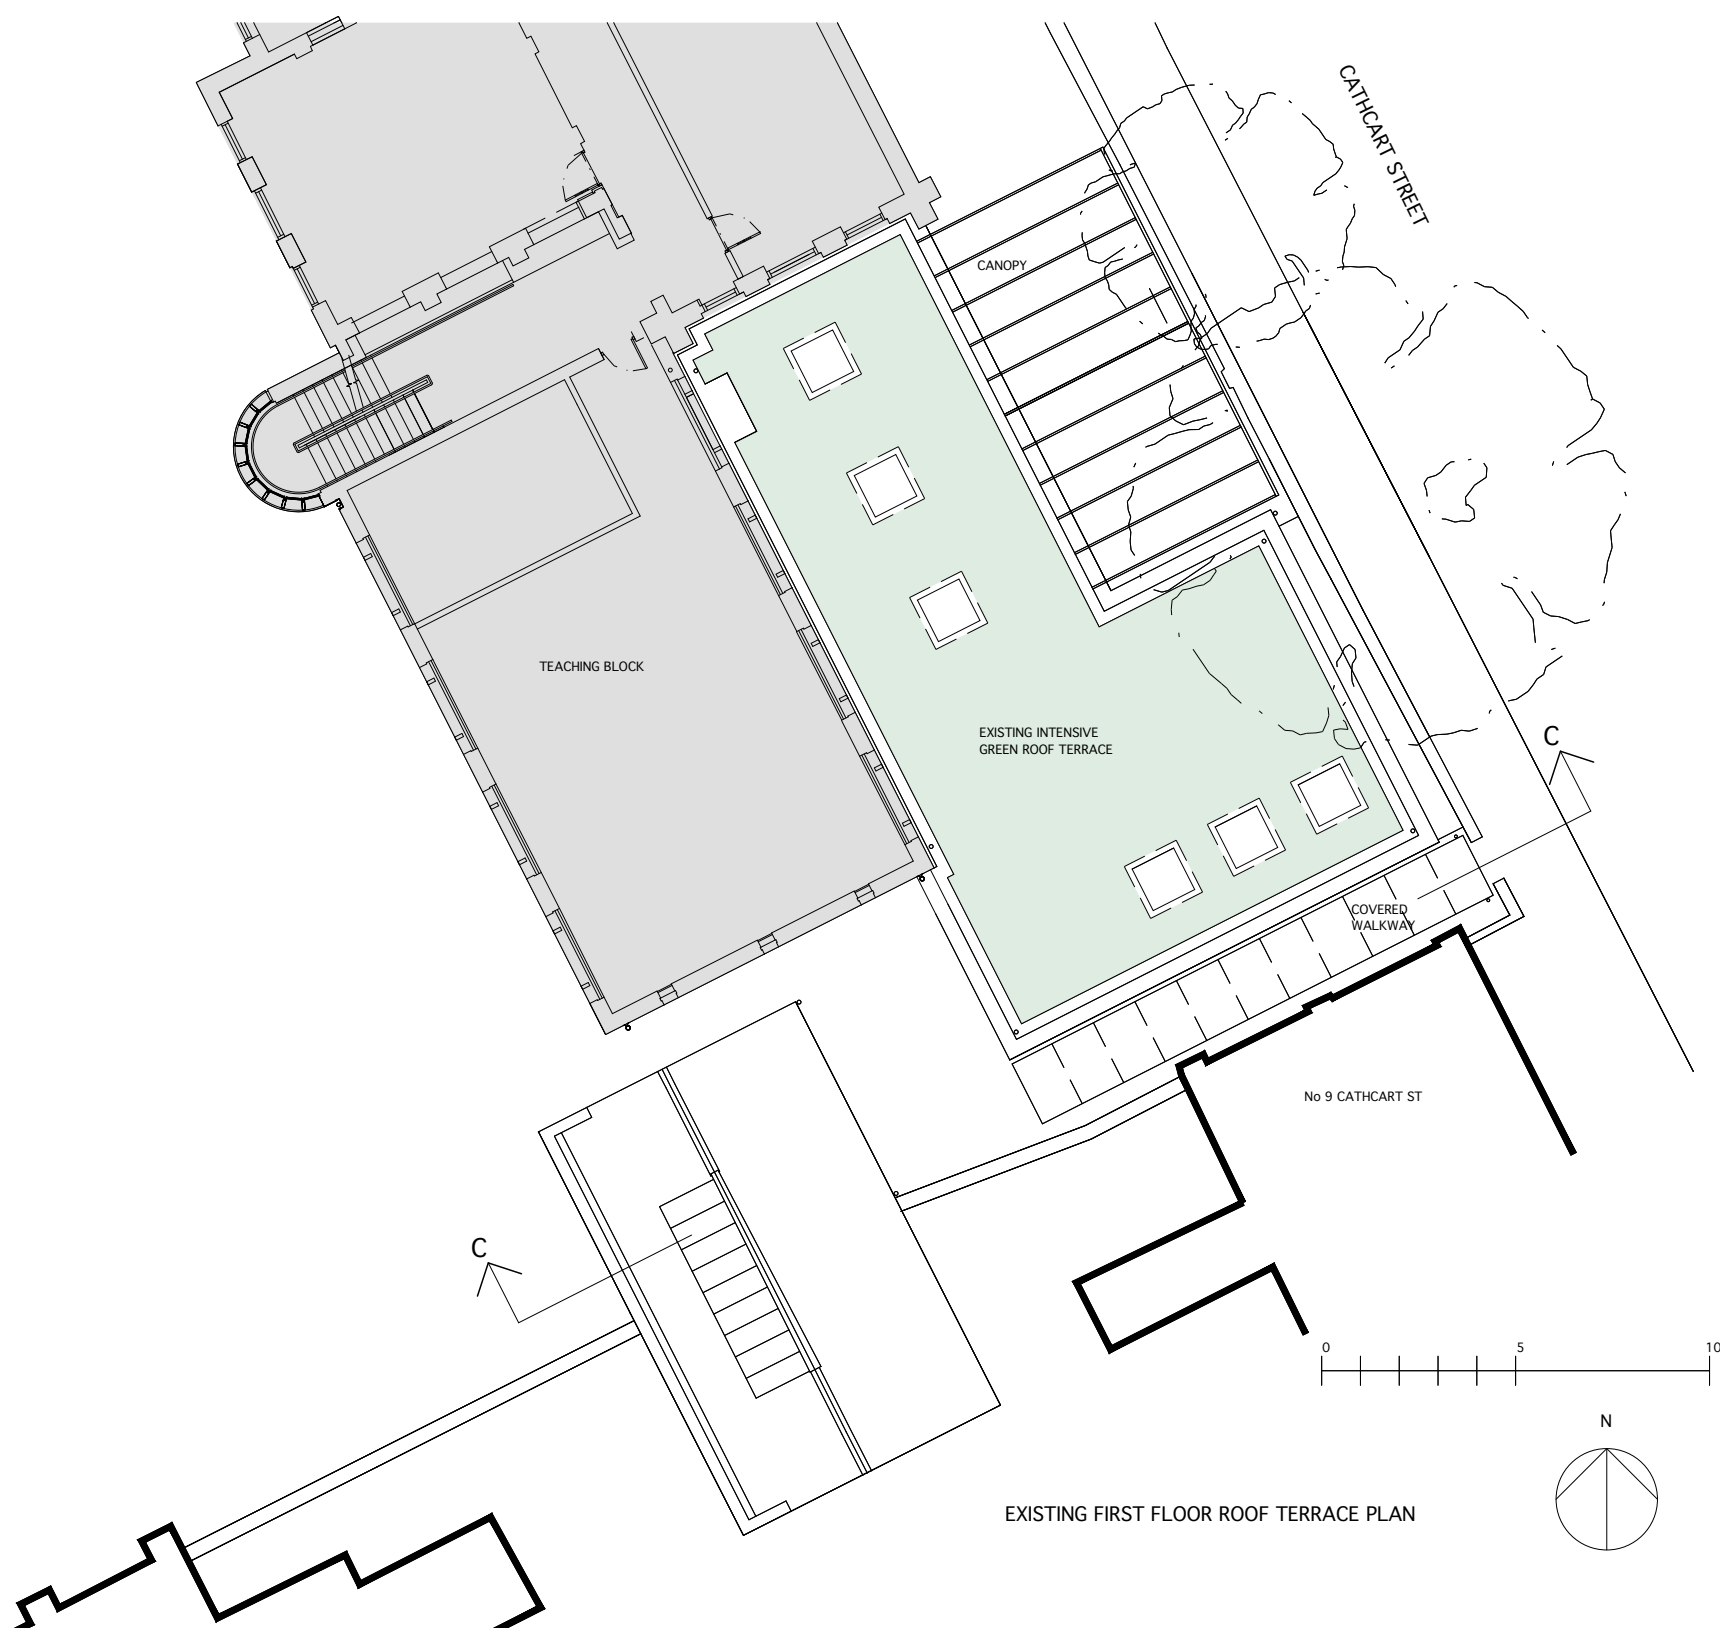 CATHCART STREET
CANOPY
TEACHING BLOCK
EXISTING INTENSIVE
GREEN ROOF TERRACE
C
COVERED
WALKWAY
No 9 CATHCART ST
C
0 5 10
N
EXISTING FIRST FLOOR ROOF TERRACE PLAN